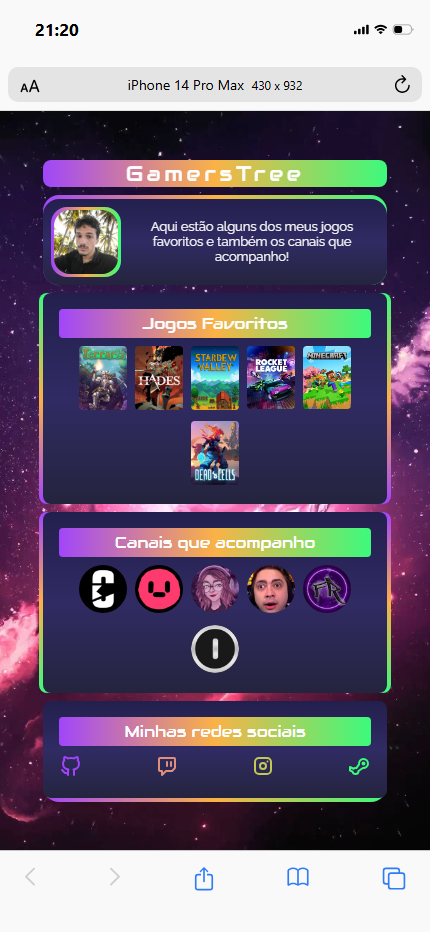 21:20
AA
iPhone 14 Pro Max 430 x 932
GamersTree
Aqui estão alguns dos meus jogos
favoritos e também os canais que
acompanho!
Jogos Favoritos
Terraria
HADES
STARDEW
VALLEY
ROCKET
LEAGUE
MINECRAFT
DEAD CELLS
Canais que acompanho
Minhas redes sociais